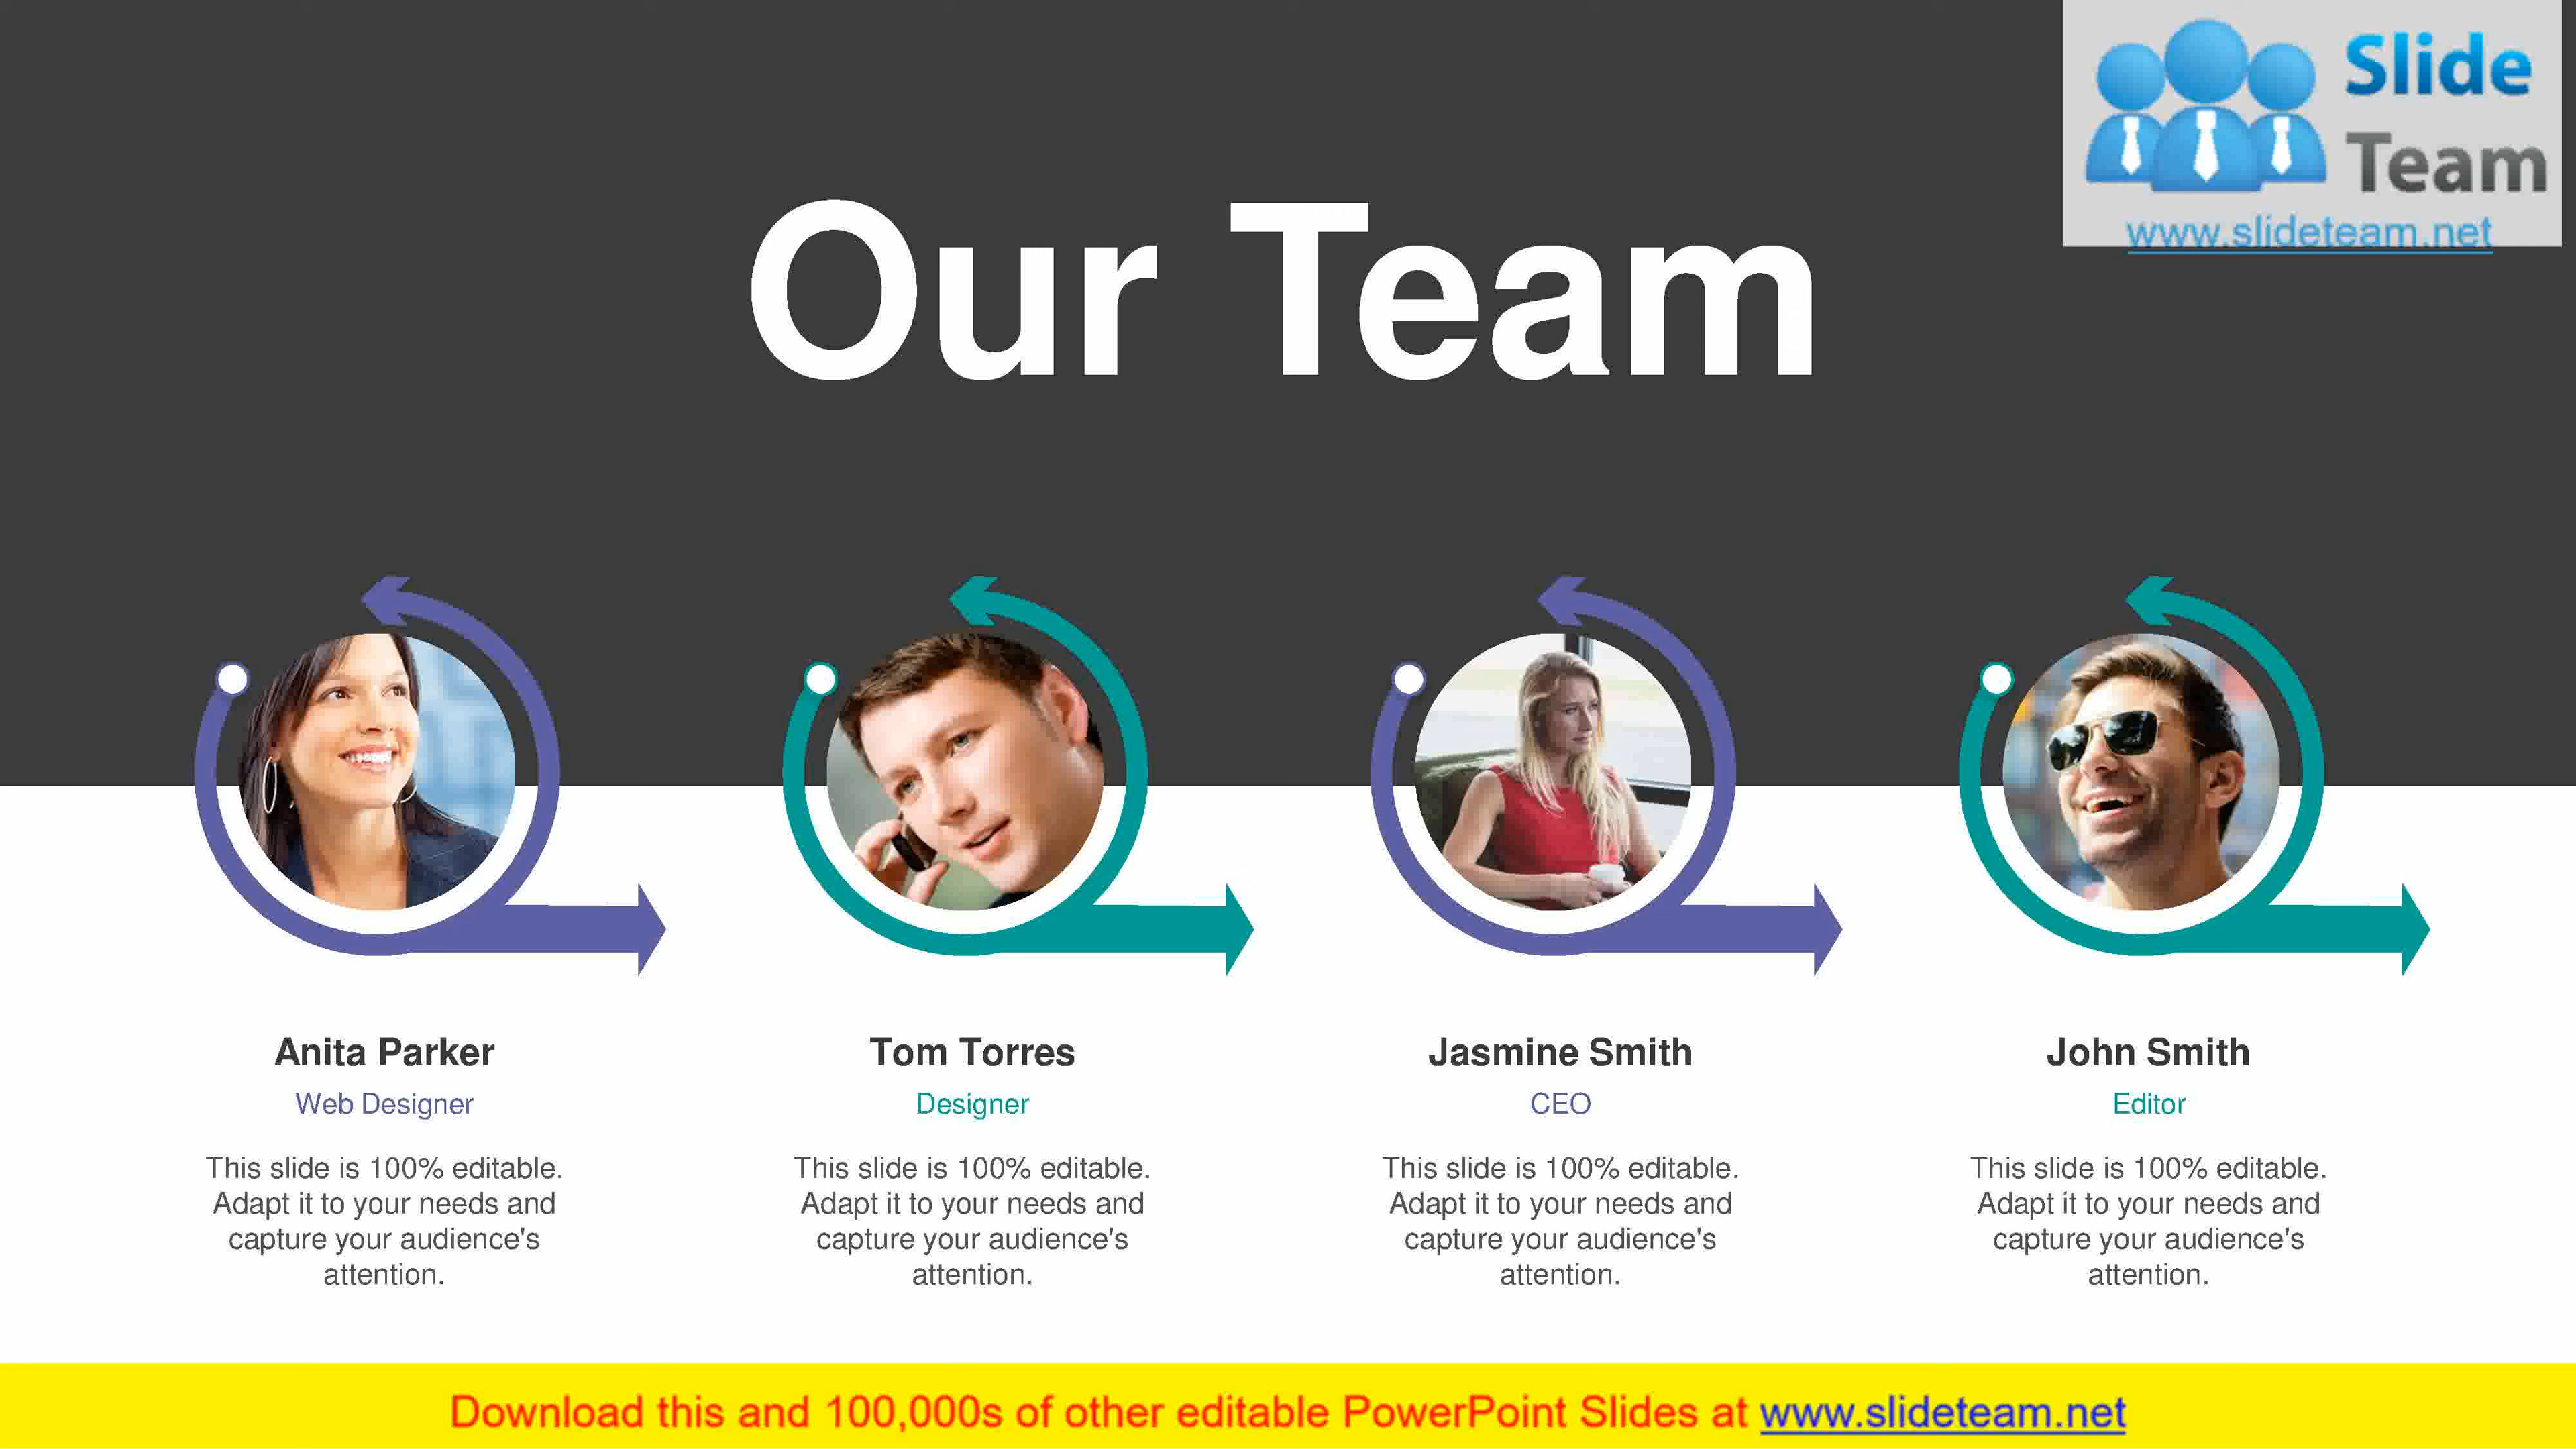 Slide
Team
www.slideteam.net
Our Team
Anita Parker
Web Designer
This slide is 100% editable.
Adapt it to your needs and
capture your audience's
attention.
Tom Torres
Designer
This slide is 100% editable.
Adapt it to your needs and
capture your audience's
attention.
Jasmine Smith
CEO
This slide is 100% editable.
Adapt it to your needs and
capture your audience's
attention.
John Smith
Editor
This slide is 100% editable.
Adapt it to your needs and
capture your audience's
attention.
Download this and 100,000s of other editable PowerPoint Slides at www.slideteam.net